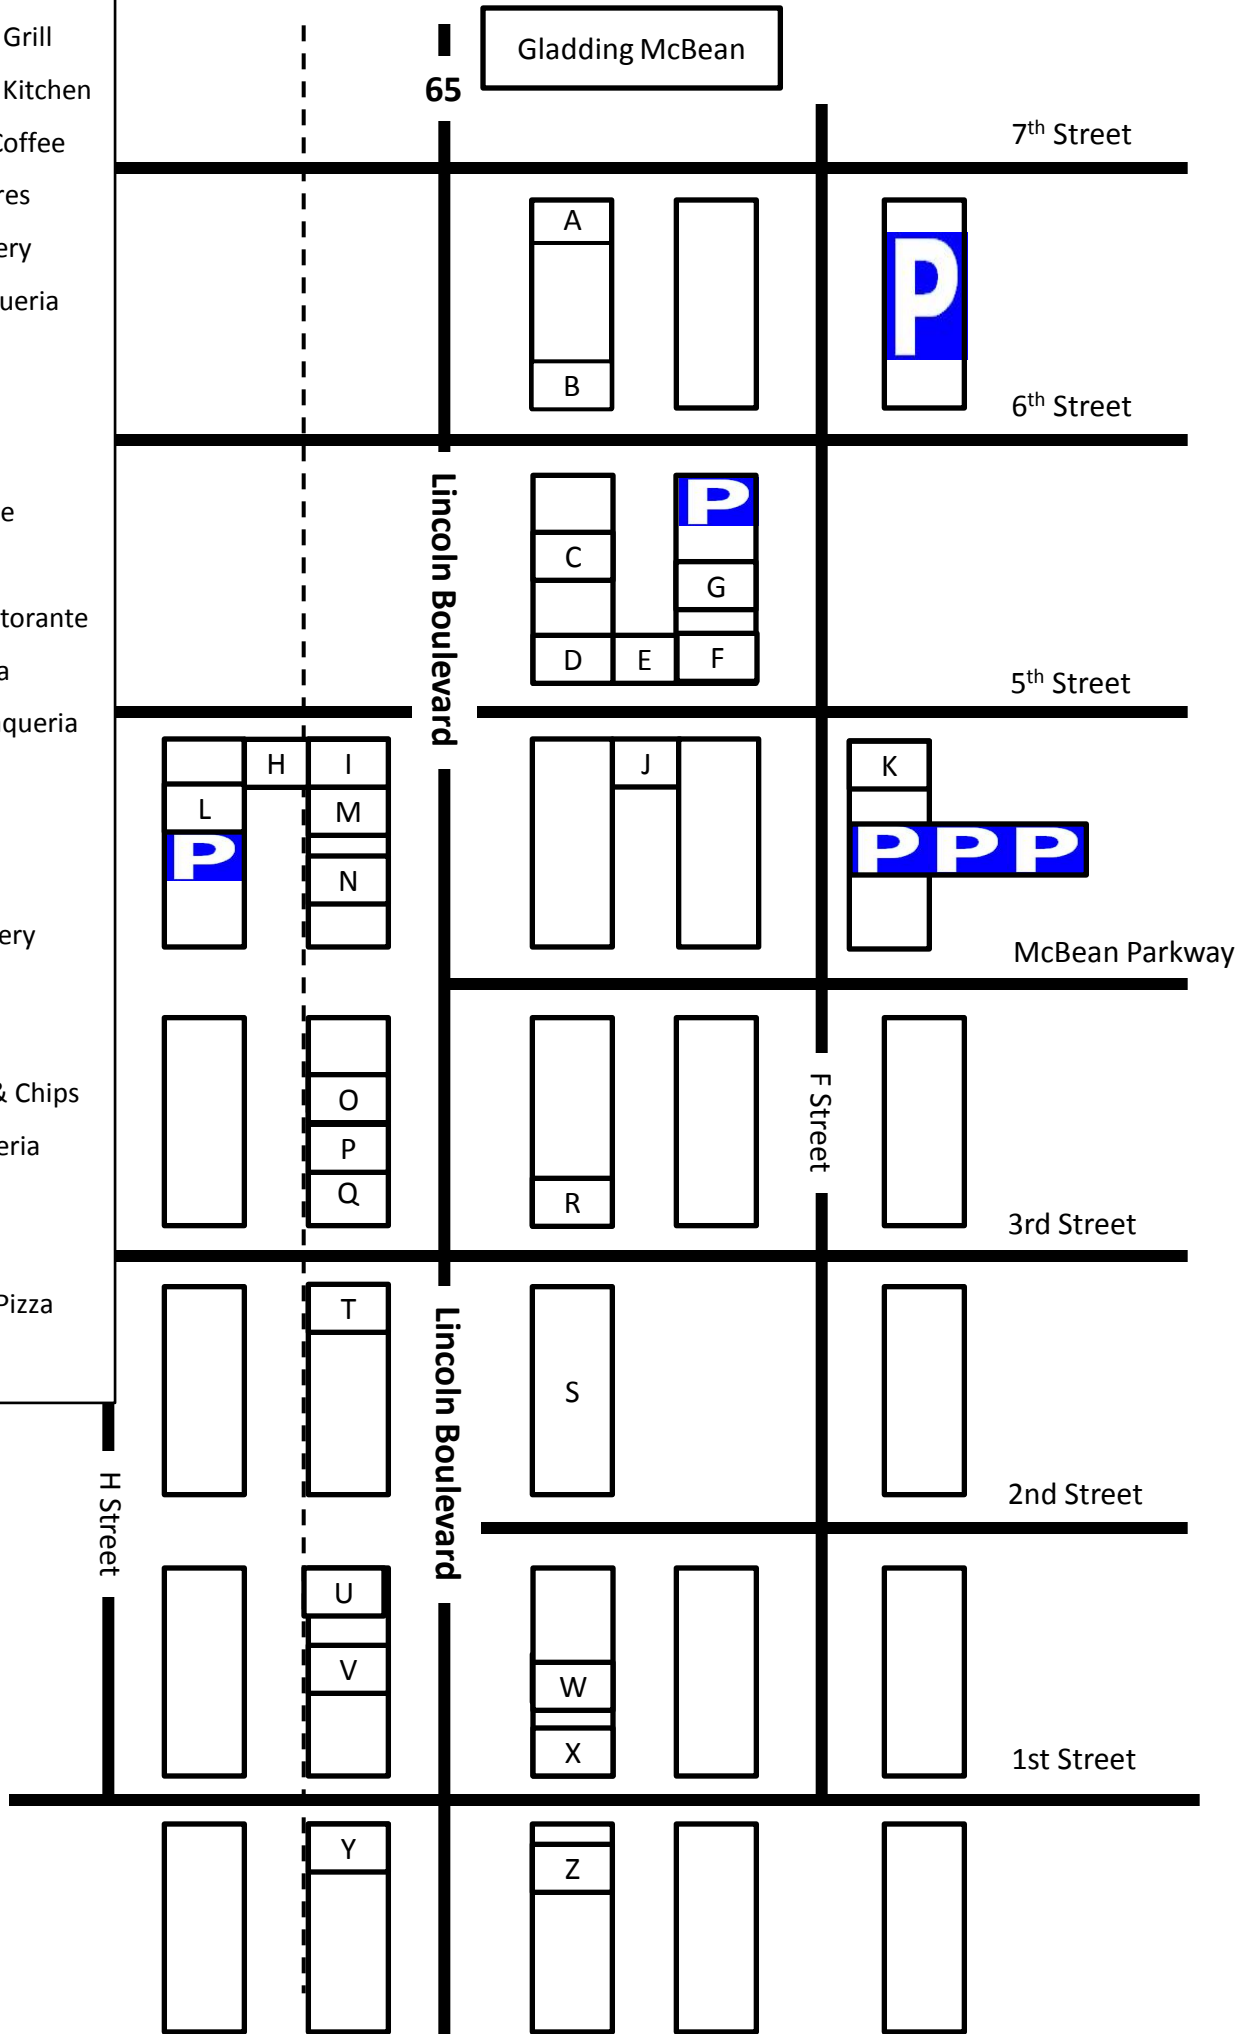 Grill
Kitchen
Coffee
res
ery
ueria
e
torante
a
queria
ery
& Chips
eria
Pizza
Gladding McBean
65
7th Street
A
B
P
6th Street
Lincoln Boulevard
P
C
G
D
E
F
5th Street
H
I
J
K
L
M
P
N
P P P
McBean Parkway
O
P
Q
R
F Street
3rd Street
T
S
Lincoln Boulevard
H Street
2nd Street
U
V
W
X
1st Street
Y
Z